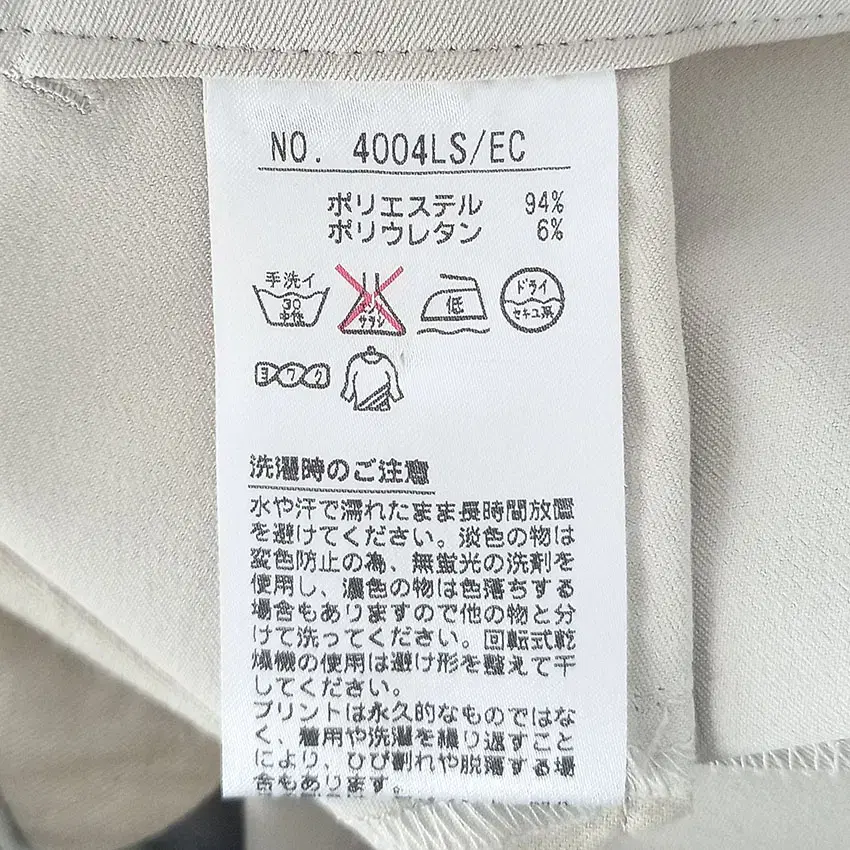 NO. 4004LS/EC
ポリエステル 94%
ポリウレタン 6%
手洗イ
30
中性
エンソ
サラシ
低
ドライ
セキユ系
ヨワク
洗濯時のご注意
水や汗で濡れたまま長時間放置
を避けてください。淡色の物は
変色防止の為、無蛍光の洗剤を
使用し、濃色の物は色落ちする
場合もありますので他の物と分
けて洗ってください。回転式乾
燥機の使用は避け形を整えて干
してください。
プリントは永久的なものではな
く、着用や洗濯を繰り返すこと
により、ひび割れや脱落する場
合もあります。